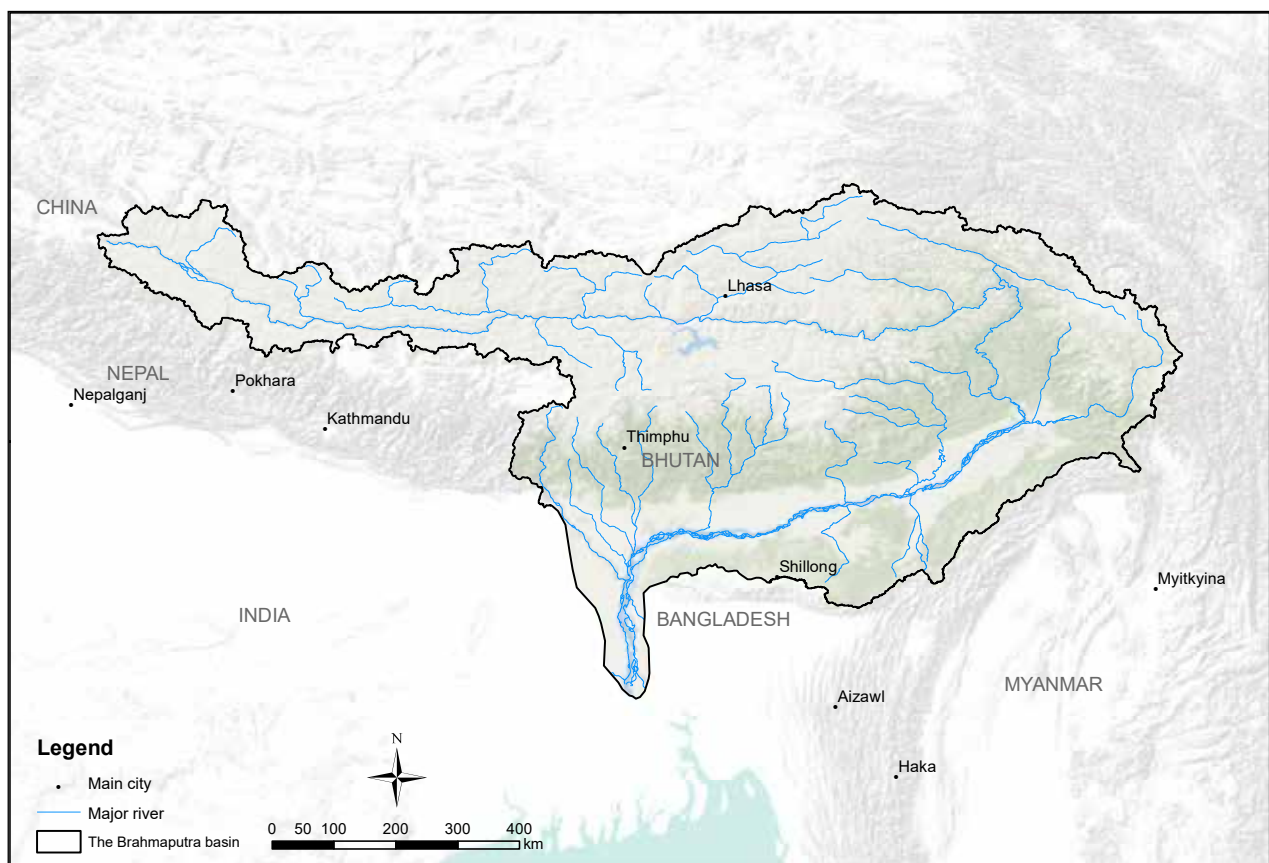 CHINA
Lhasa
NEPAL
Pokhara
Nepalganj
Kathmandu
Thimphu
BHUTAN
Shillong
Myitkyina
INDIA
BANGLADESH
MYANMAR
Aizawl
Haka
Legend
Main city
Major river
The Brahmaputra basin
N
0 50 100 200 300 400
km